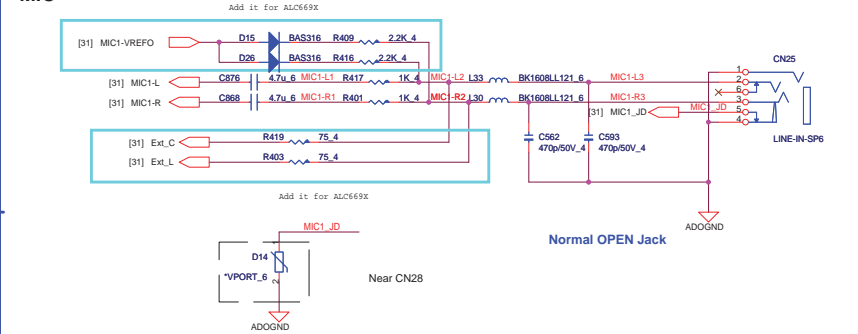 Add it for ALC669X
[31] MIC1-VREFO D15 BAS316 R409 2.2K_4
D26 BAS316 R416 2.2K_4
[31] MIC1-L C876 4.7u_6 MIC1-L1 R417 1K_4 MIC1-L2 L33 BK1608LL121_6 MIC1-L3
[31] MIC1-R C868 4.7u_6 MIC1-R1 R401 1K_4 MIC1-R2 L30 BK1608LL121_6 MIC1-R3
[31] MIC1_JD MIC1_JD
CN25
1
2
6
3
5
4
LINE-IN-SP6
[31] Ext_C R419 75_4
[31] Ext_L R403 75_4
C562
470p/50V_4
C593
470p/50V_4
Add it for ALC669X
ADOGND
Normal OPEN Jack
MIC1_JD
1
D14
*VPORT_6
2
Near CN28
ADOGND